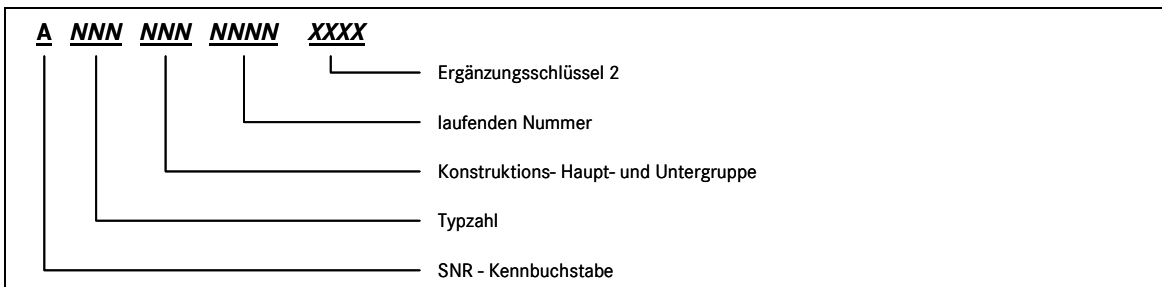 A NNN NNN NNNN XXXX
Ergänzungsschlüssel 2
laufenden Nummer
Konstruktions- Haupt- und Untergruppe
Typzahl
SNR - Kennbuchstabe